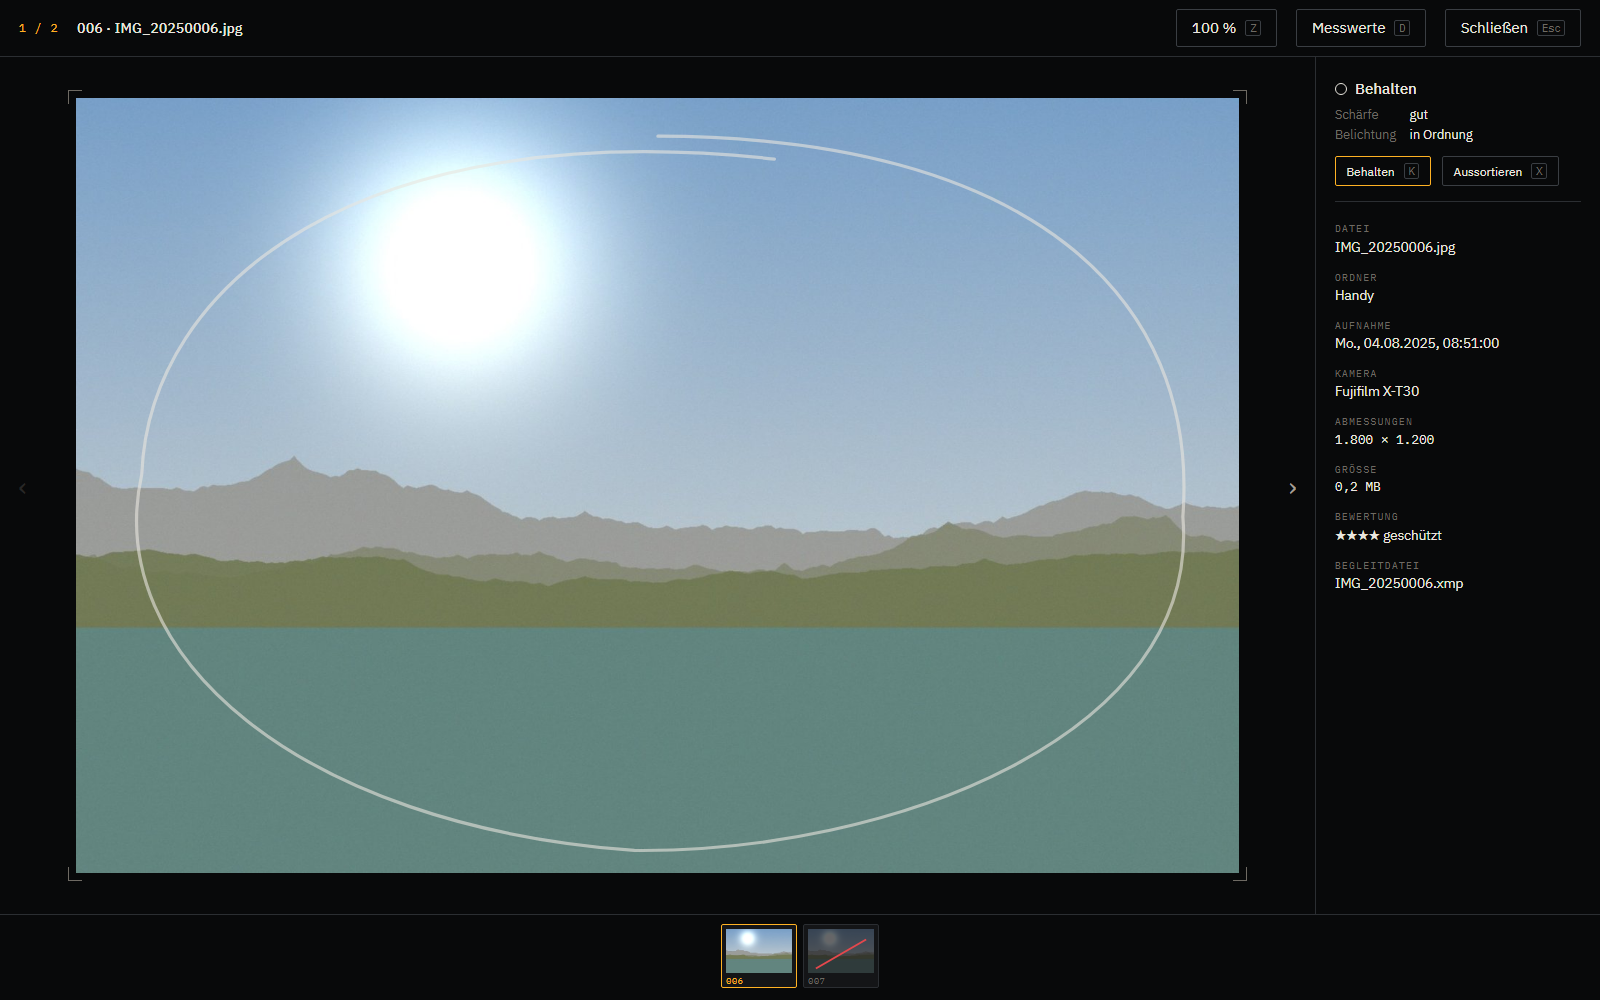 1 / 2 006 · IMG_20250006.jpg 100 % Z Messwerte D Schließen Esc
Behalten
Schärfe gut
Belichtung in Ordnung
Behalten K Aussortieren X
DATEI
IMG_20250006.jpg
ORDNER
Handy
AUFNAHME
Mo., 04.08.2025, 08:51:00
KAMERA
Fujifilm X-T30
ABMESSUNGEN
1.800 × 1.200
GRÖSSE
0,2 MB
BEWERTUNG
★★★★ geschützt
BEGLEITDATEI
IMG_20250006.xmp
006 007